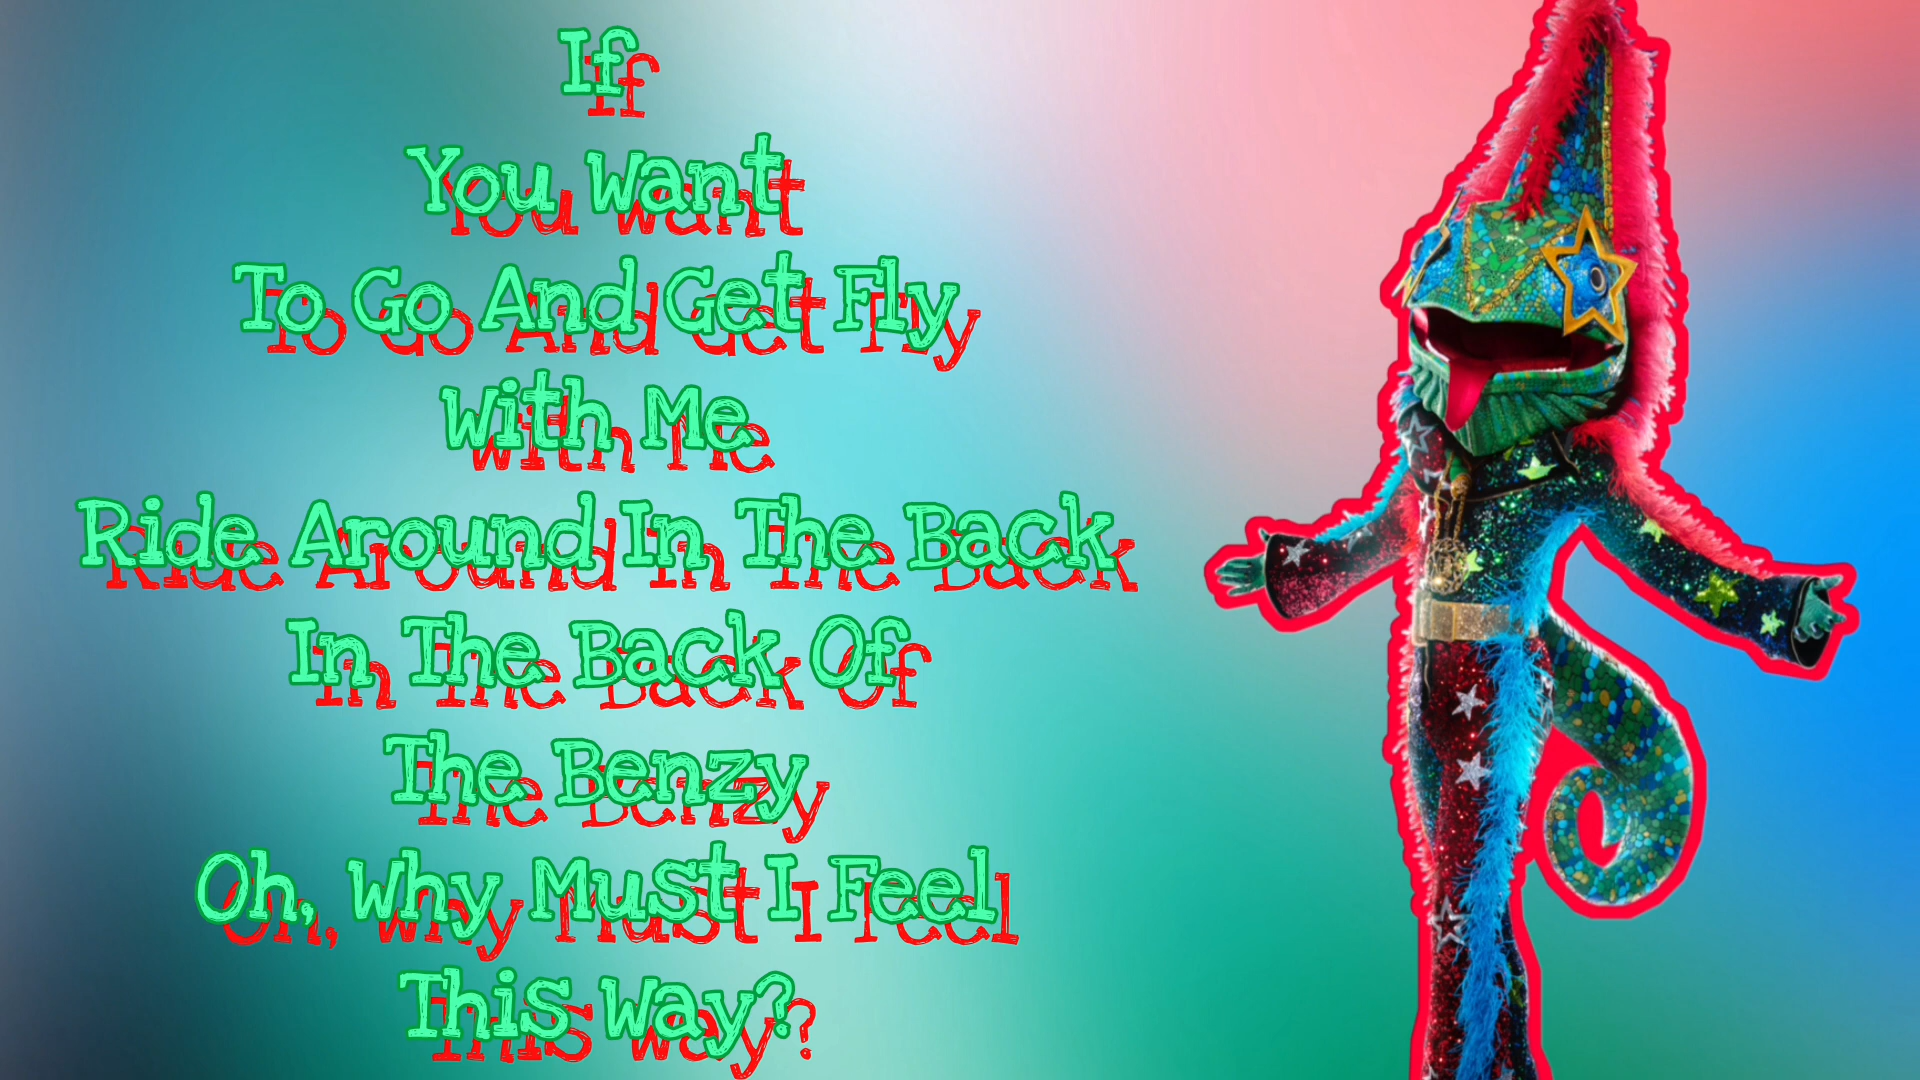 If
You Want
To Go And Get Fly
With Me
Ride Around In The Back
In The Back Of
The Benzy
Oh, Why Must I Feel
This Way?